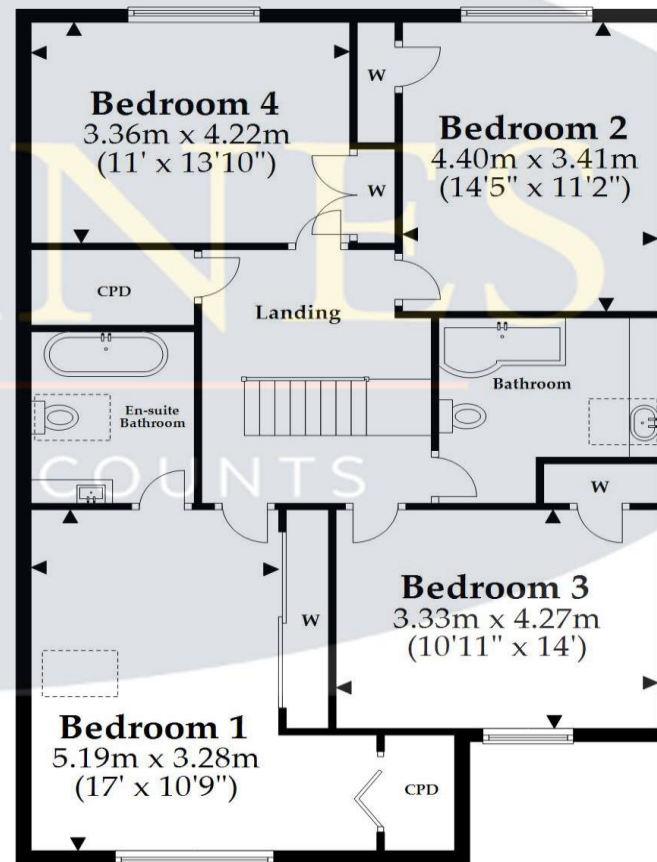 Bedroom 4
3.36m x 4.22m
(11' x 13'10")
W
Bedroom 2
4.40m x 3.41m
(14'5" x 11'2")
W
CPD
Landing
En-suite
Bathroom
Bathroom
W
Bedroom 3
3.33m x 4.27m
(10'11" x 14')
W
Bedroom 1
5.19m x 3.28m
(17' x 10'9")
CPD
NES
COUNTS